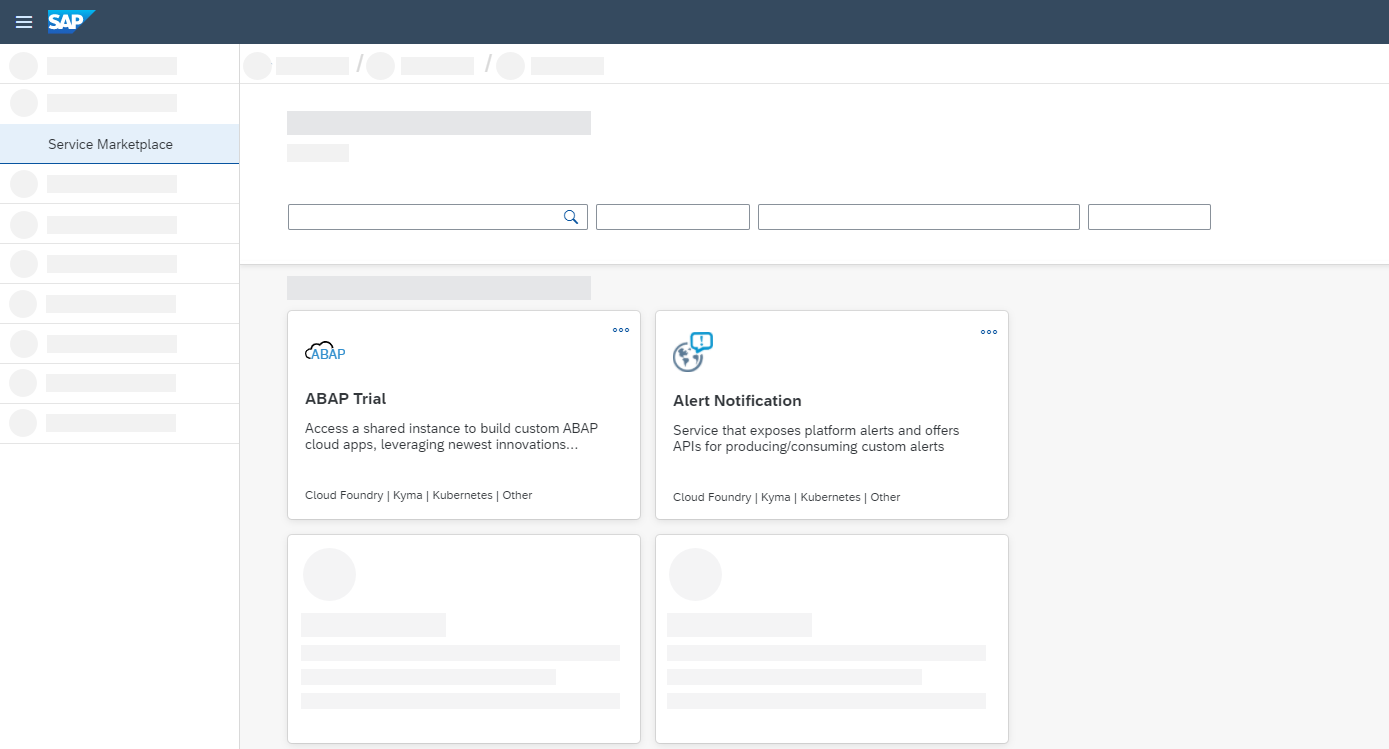 SAP
Service Marketplace
ABAP
ABAP Trial
Access a shared instance to build custom ABAP
cloud apps, leveraging newest innovations...
Cloud Foundry | Kyma | Kubernetes | Other
Alert Notification
Service that exposes platform alerts and offers
APIs for producing/consuming custom alerts
Cloud Foundry | Kyma | Kubernetes | Other